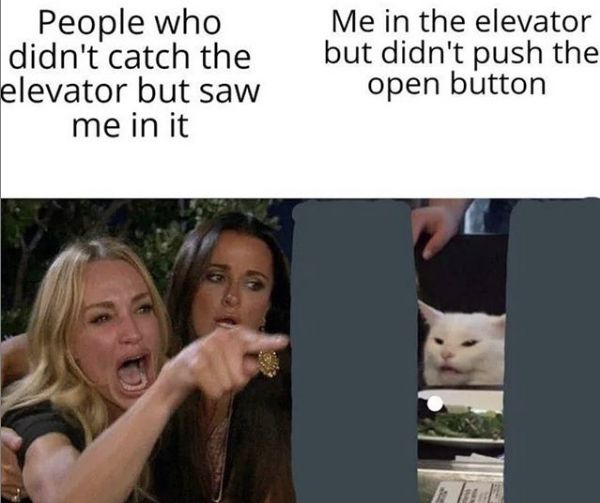 People who
didn't catch the
elevator but saw
me in it
Me in the elevator
but didn't push the
open button